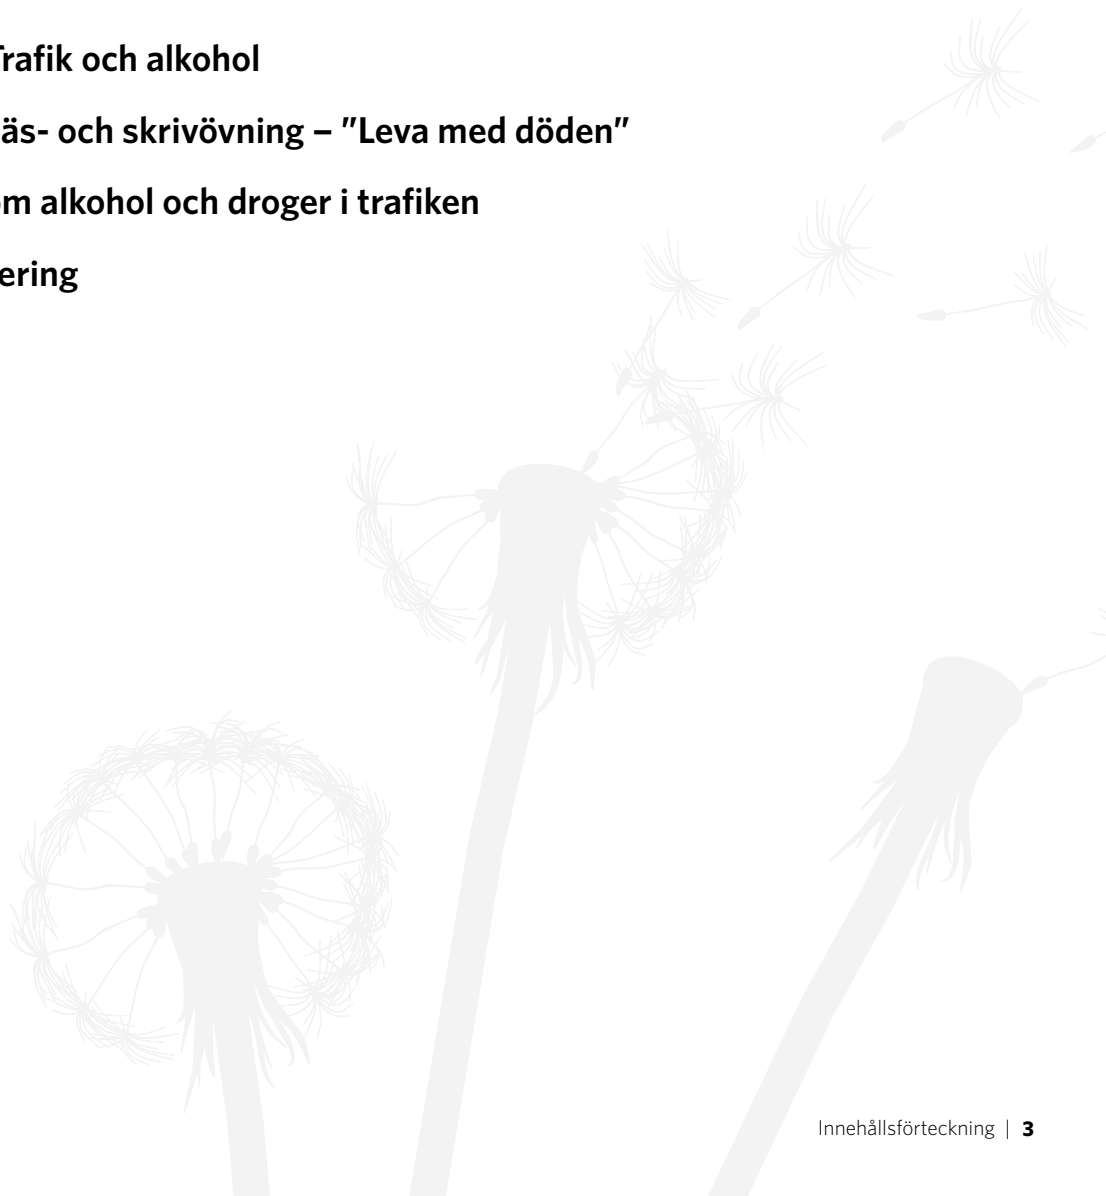 Trafik och alkohol
äs- och skrivövning – ”Leva med döden”
om alkohol och droger i trafiken
ering
Innehållsförteckning | 3